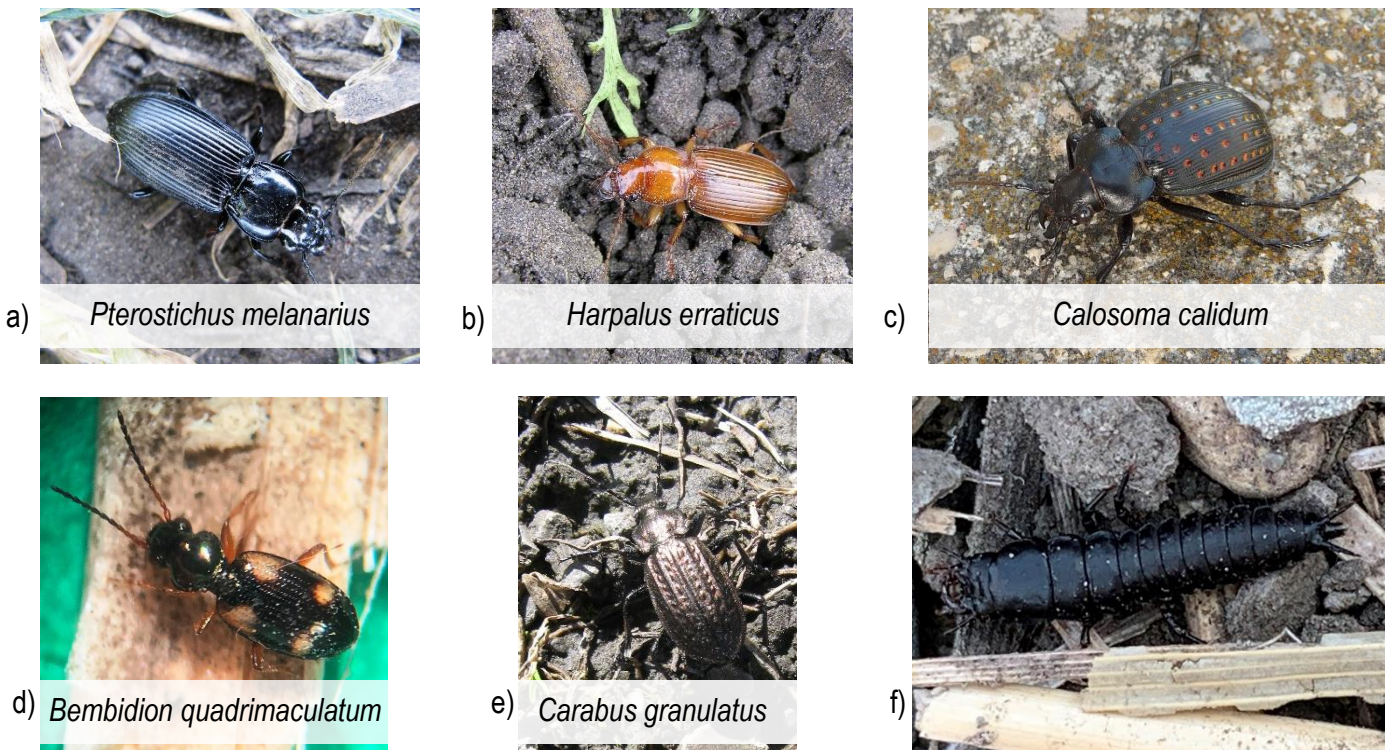 a)
Pterostichus melanarius
b)
Harpalus erraticus
c)
Calosoma calidum
d)
Bembidion quadrimaculatum
e)
Carabus granulatus
f)